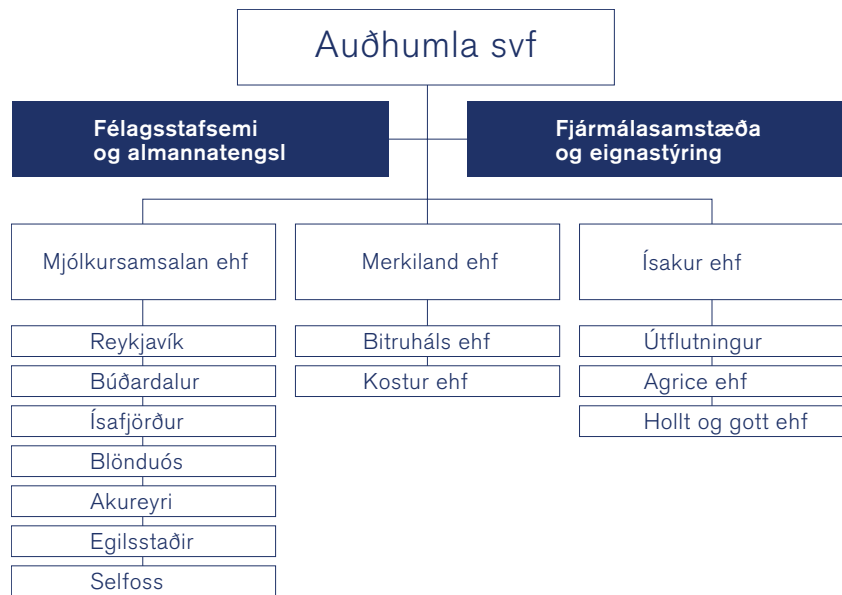 Auðhumla svf
Félagsstafsemi
og almannatengsl
Fjármálasamstæða
og eignastýring
Mjólkursamsalan ehf
Merkiland ehf
Ísakur ehf
Reykjavík
Búðardalur
Ísafjörður
Blönduós
Akureyri
Egilsstaðir
Selfoss
Bitruháls ehf
Kostur ehf
Útflutningur
Agrice ehf
Hollt og gott ehf